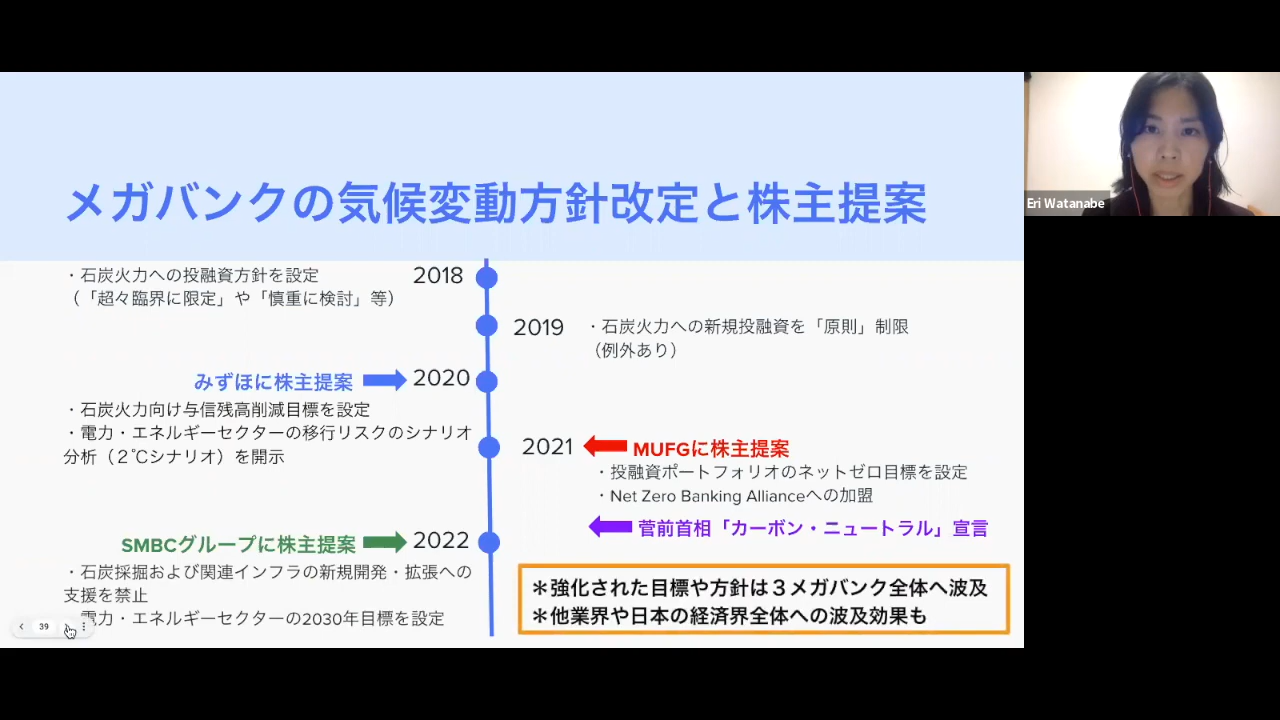 メガバンクの気候変動方針改定と株主提案
Eri Watanabe
・石炭火力への投融資方針を設定
（「超々臨界に限定」や「慎重に検討」等）
2018
2019
・石炭火力への新規投融資を「原則」制限
（例外あり）
みずほに株主提案
2020
・石炭火力向け与信残高削減目標を設定
・電力・エネルギーセクターの移行リスクのシナリオ
分析（２℃シナリオ）を開示
2021
MUFGに株主提案
・投融資ポートフォリオのネットゼロ目標を設定
・Net Zero Banking Allianceへの加盟
菅前首相「カーボン・ニュートラル」宣言
SMBCグループに株主提案
2022
・石炭採掘および関連インフラの新規開発・拡張への
支援を禁止
電力・エネルギーセクターの2030年目標を設定
39
＊強化された目標や方針は３メガバンク全体へ波及
＊他業界や日本の経済界全体への波及効果も